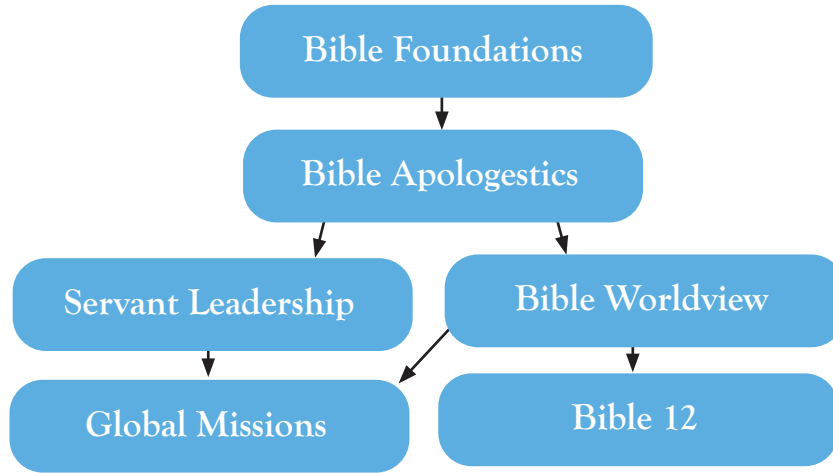 Bible Foundations
Bible Apologestics
Servant Leadership
Bible Worldview
Global Missions
Bible 12